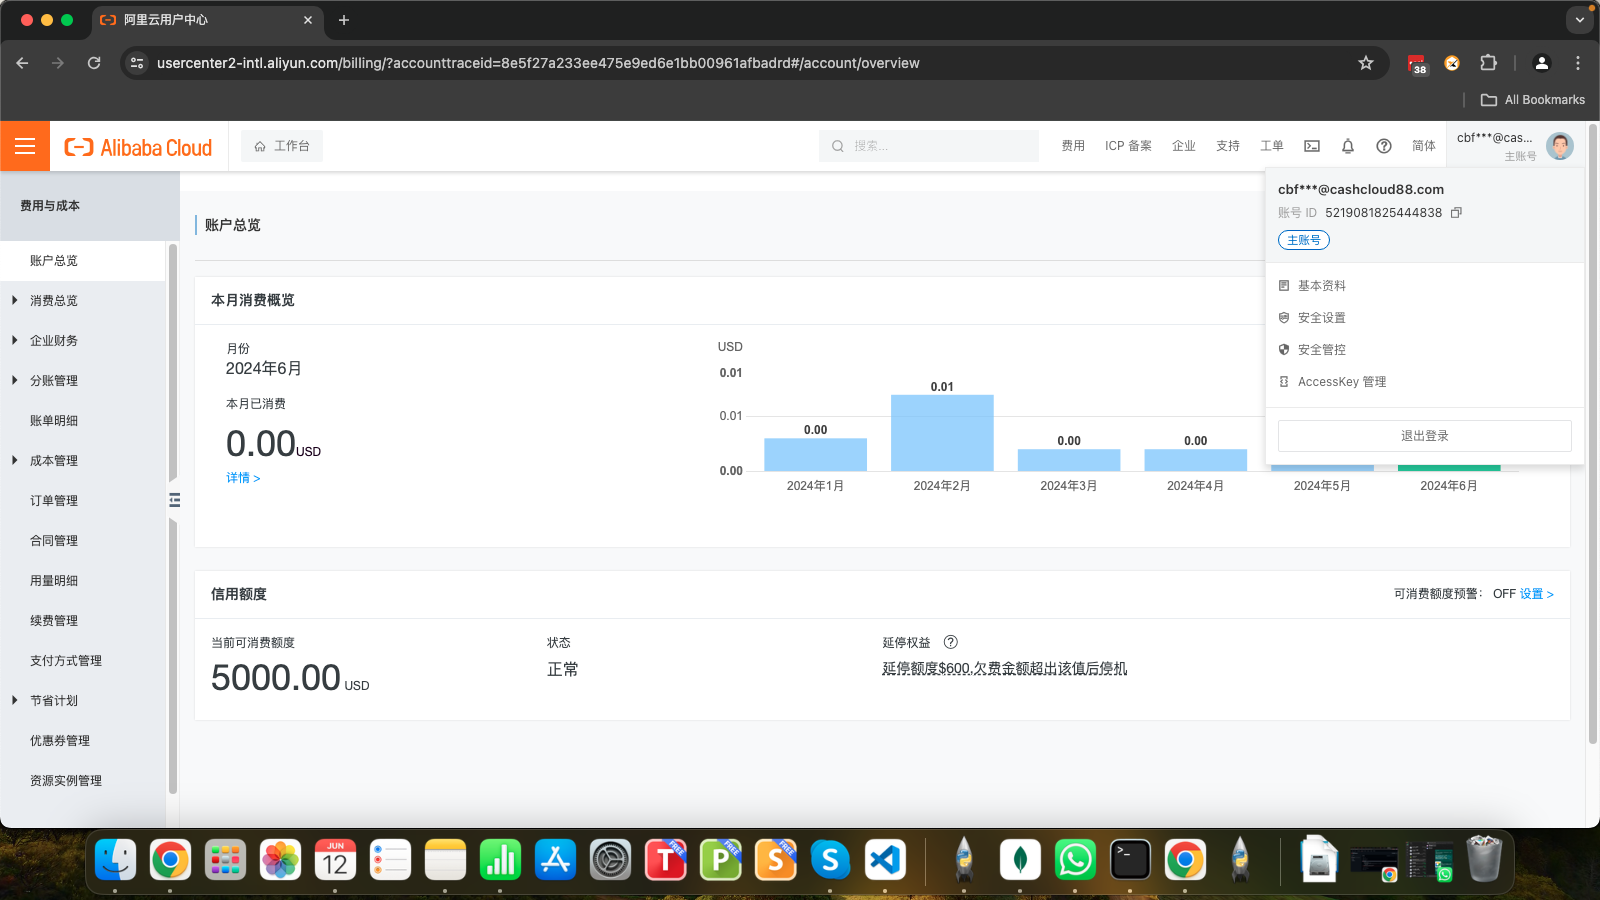 阿里云用户中心
usercenter2-intl.aliyun.com/billing/?accounttraceid=8e5f27a233ee475e9ed6e1bb00961afbadrd#/account/overview
38
All Bookmarks
Alibaba Cloud
工作台
搜索...
费用
ICP 备案
企业
支持
工单
简体
cbf***@cas...
主账号
cbf***@cashcloud88.com
账号 ID 5219081825444838
主账号
基本资料
安全设置
安全管控
AccessKey 管理
退出登录
费用与成本
账户总览
消费总览
企业财务
分账管理
账单明细
成本管理
订单管理
合同管理
用量明细
续费管理
支付方式管理
节省计划
优惠券管理
资源实例管理
账户总览
本月消费概览
月份
2024年6月
本月已消费
0.00USD
详情 >
USD
0.01
0.01
0.00
0.00
0.01
0.00
0.00
2024年1月
2024年2月
2024年3月
2024年4月
2024年5月
2024年6月
信用额度
可消费额度预警： OFF 设置 >
当前可消费额度
5000.00 USD
状态
正常
延停权益
延停额度$600,欠费金额超出该值后停机
JUN
12
T FREE
P FREE
S FREE